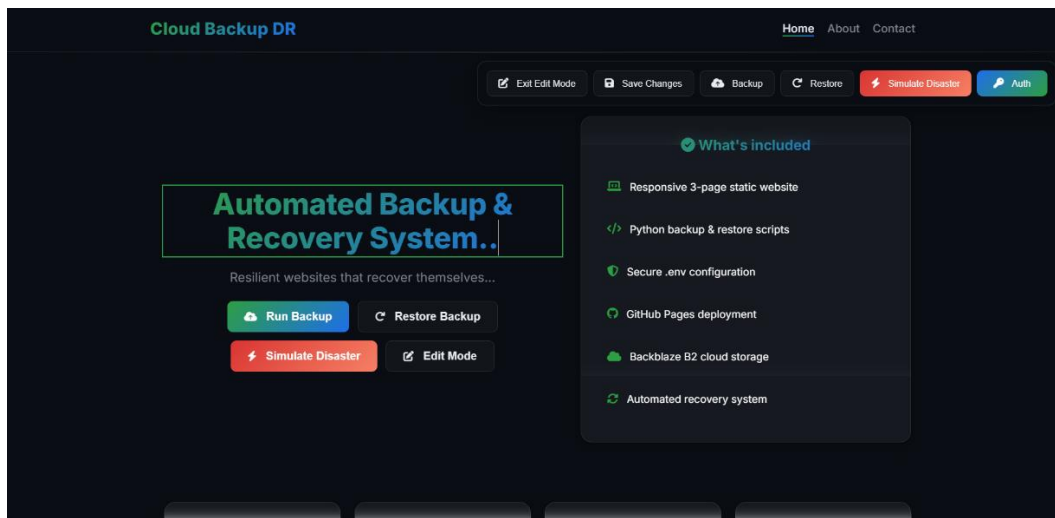 Cloud Backup DR
Home About Contact
Exit Edit Mode Save Changes Backup Restore Simulate Disaster Auth
What's included
Responsive 3-page static website
Python backup & restore scripts
Secure .env configuration
GitHub Pages deployment
Backblaze B2 cloud storage
Automated recovery system
Automated Backup &
Recovery System..
Resilient websites that recover themselves...
Run Backup Restore Backup
Simulate Disaster Edit Mode